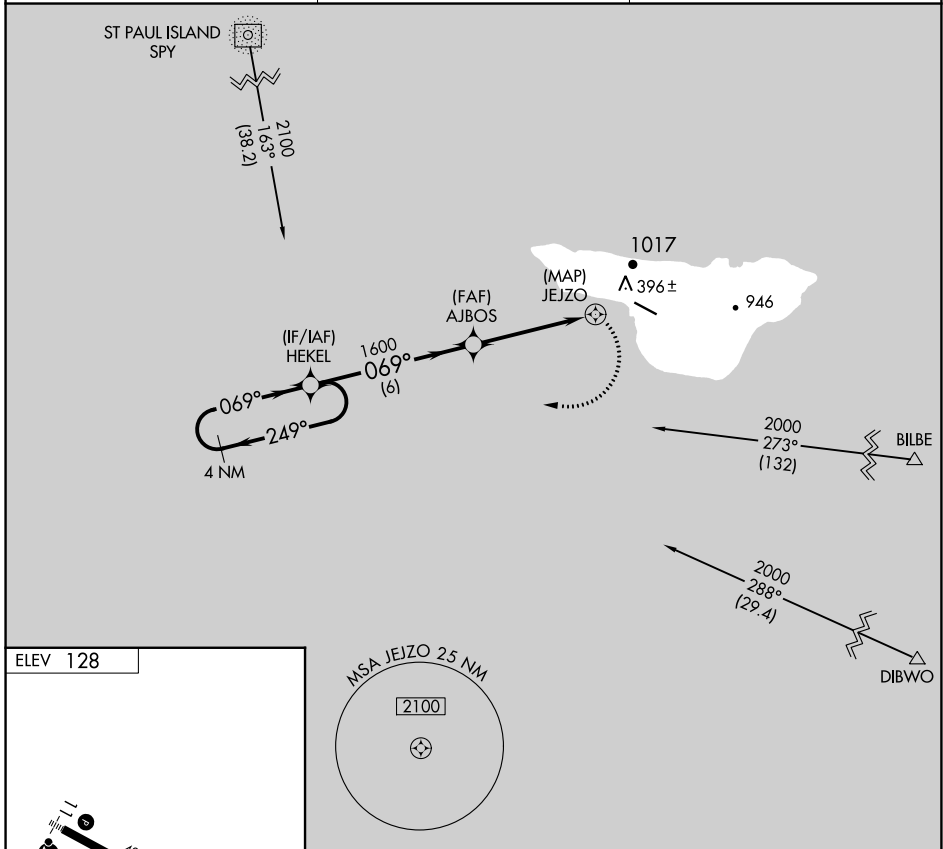 ST PAUL ISLAND
SPY
2100
163°
(38.2)
1017
396±
946
(MAP)
JEJZO
(FAF)
AJBOS
(IF/IAF)
HEKEL
1600
069°
(6)
069°
249°
4 NM
2000
273°
(132)
BILBE
2000
288°
(29.4)
DIBWO
ELEV 128
MSA JEJZO 25 NM
2100
11
P